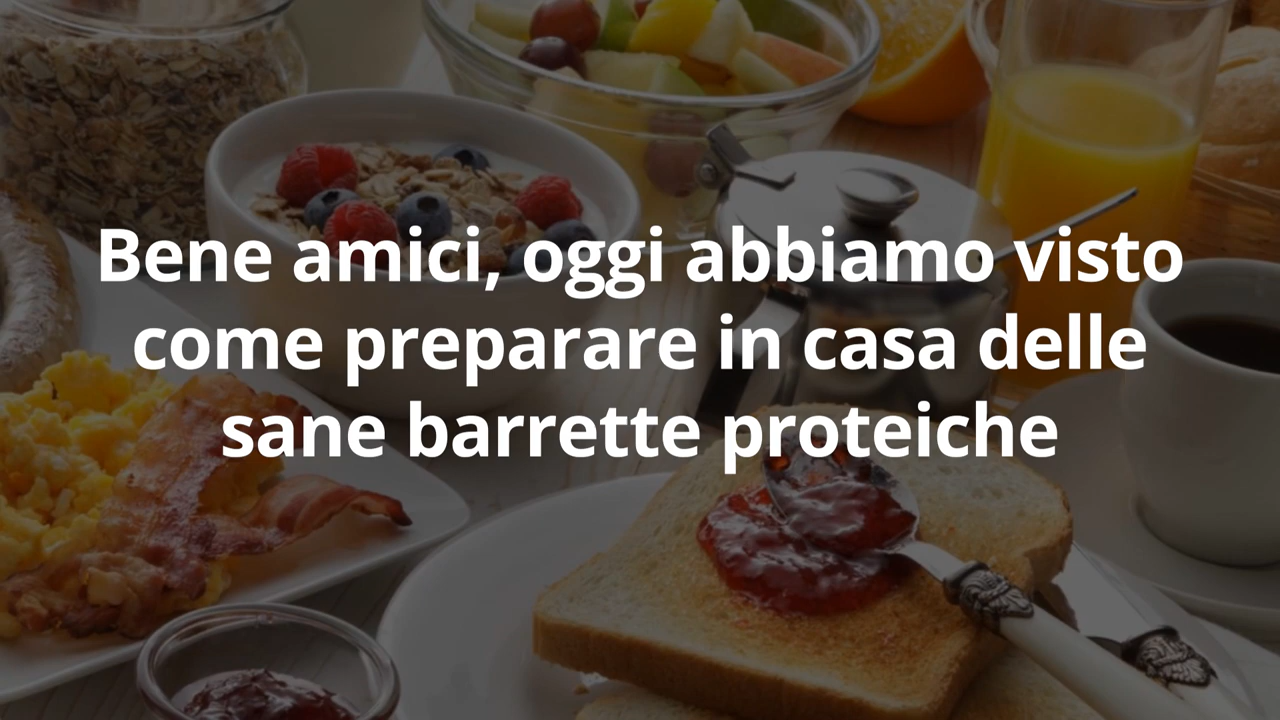 Bene amici, oggi abbiamo visto
come preparare in casa delle
sane barrette proteiche